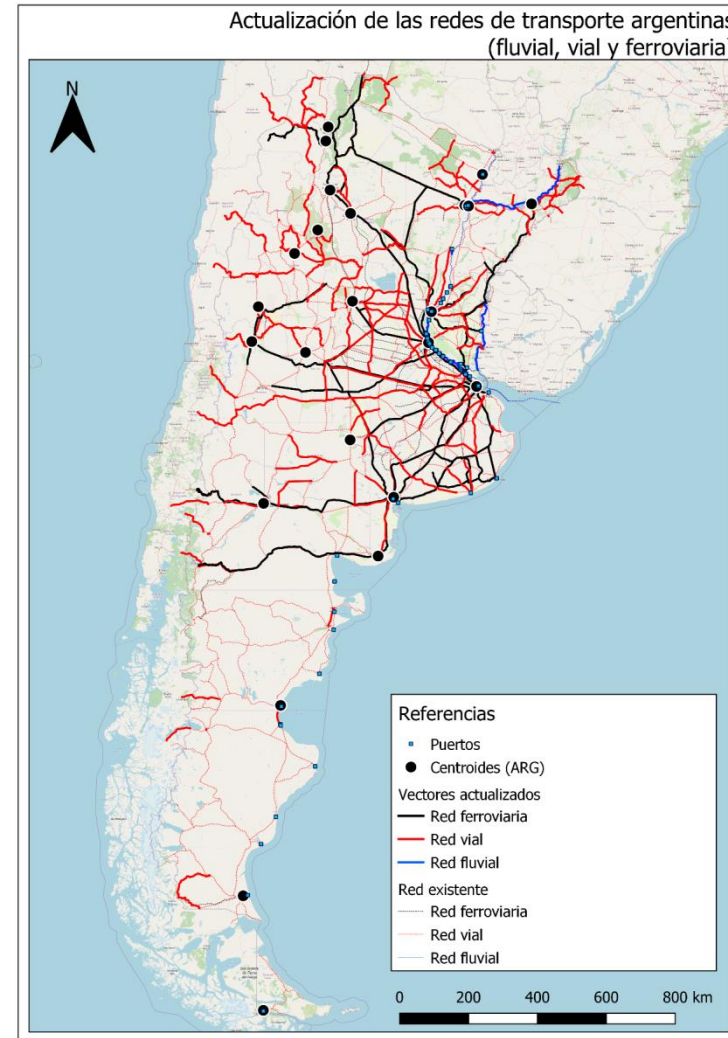 Actualización de las redes de transporte argentinas
(fluvial, vial y ferroviaria)
N
Referencias
Puertos
Centroides (ARG)
Vectores actualizados
Red ferroviaria
Red vial
Red fluvial
Red existente
Red ferroviaria
Red vial
Red fluvial
0 200 400 600 800 km